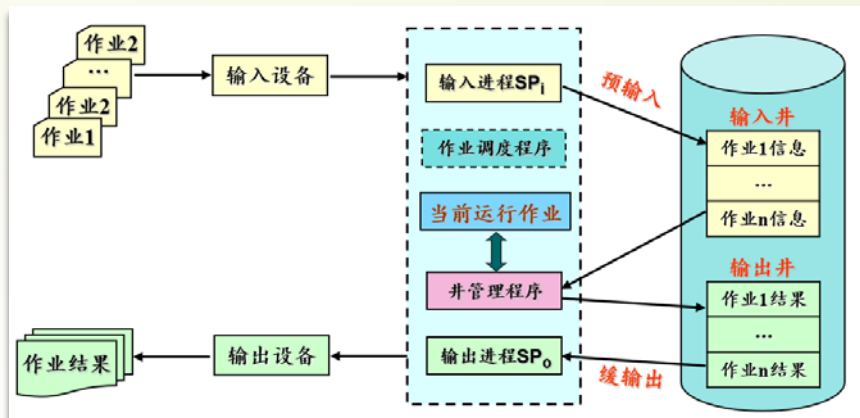 作业2
...
作业2
作业1
输入设备
输入进程SPi
作业调度程序
当前运行作业
井管理程序
输出进程SPo
预输入
输入井
作业1信息
...
作业n信息
输出井
作业1结果
...
作业n结果
缓输出
输出设备
作业结果